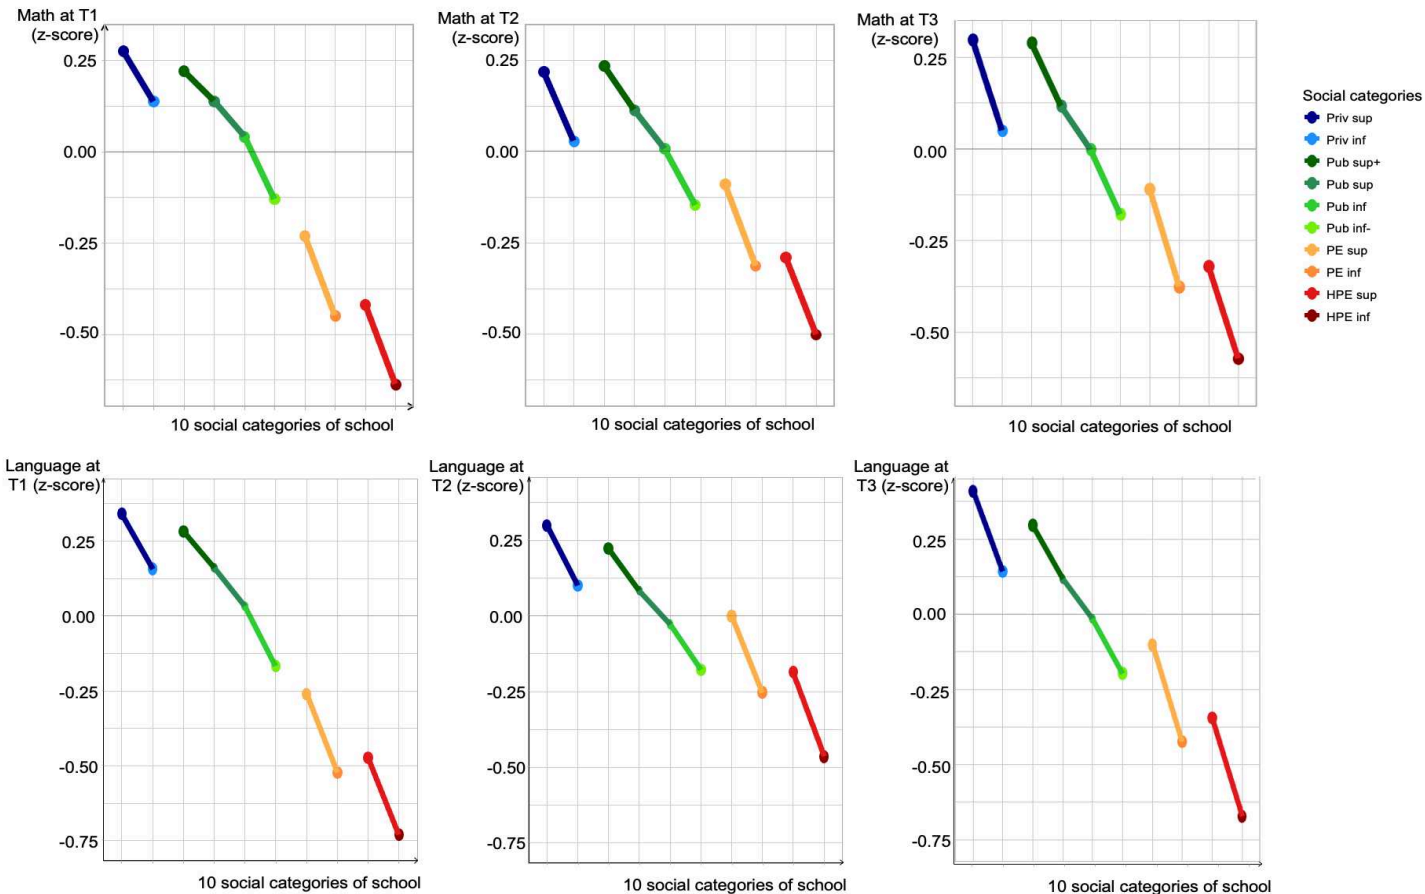 Math at T1
(z-score)
0.25
0.00
-0.25
-0.50
10 social categories of school
Math at T2
(z-score)
0.25
0.00
-0.25
-0.50
10 social categories of school
Math at T3
(z-score)
0.25
0.00
-0.25
-0.50
10 social categories of school
Social categories
Priv sup
Priv inf
Pub sup+
Pub sup
Pub inf
Pub inf-
PE sup
PE inf
HPE sup
HPE inf
Language at
T1 (z-score)
0.25
0.00
-0.25
-0.50
-0.75
10 social categories of school
Language at
T2 (z-score)
0.25
0.00
-0.25
-0.50
-0.75
10 social categories of school
Language at
T3 (z-score)
0.25
0.00
-0.25
-0.50
-0.75
10 social categories of school